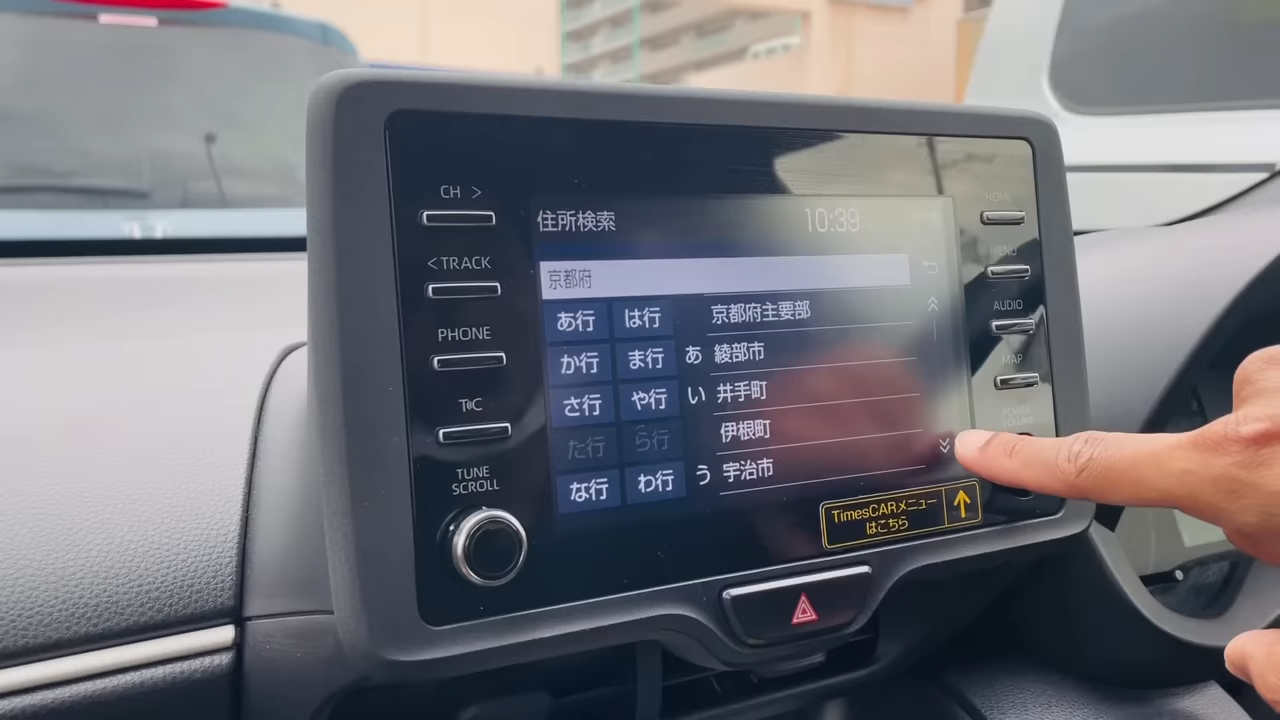 CH >
< TRACK
PHONE
T/C
TUNE
SCROLL
住所検索
10:39
京都府
あ行 は行
か行 ま行
さ行 や行
た行 ら行
な行 わ行
京都府主要部
あ 綾部市
い 井手町
伊根町
う 宇治市
TimesCARメニュー
はこちら
HOME
MENU
AUDIO
MAP
POWER
VOLUME